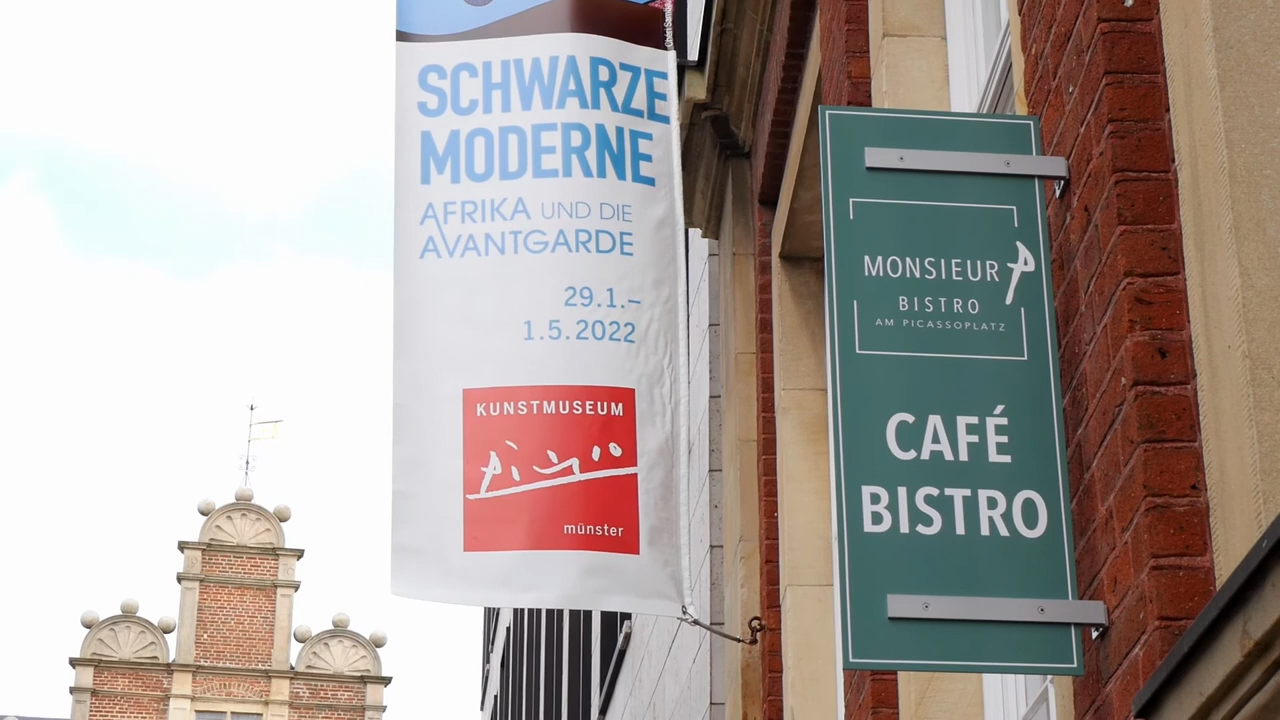 SCHWARZE
MODERNE
AFRIKA UND DIE
AVANTGARDE
29.1.–
1.5.2022
KUNSTMUSEUM
Picasso
münster
MONSIEUR P
BISTRO
AM PICASSOPLATZ
CAFÉ
BISTRO